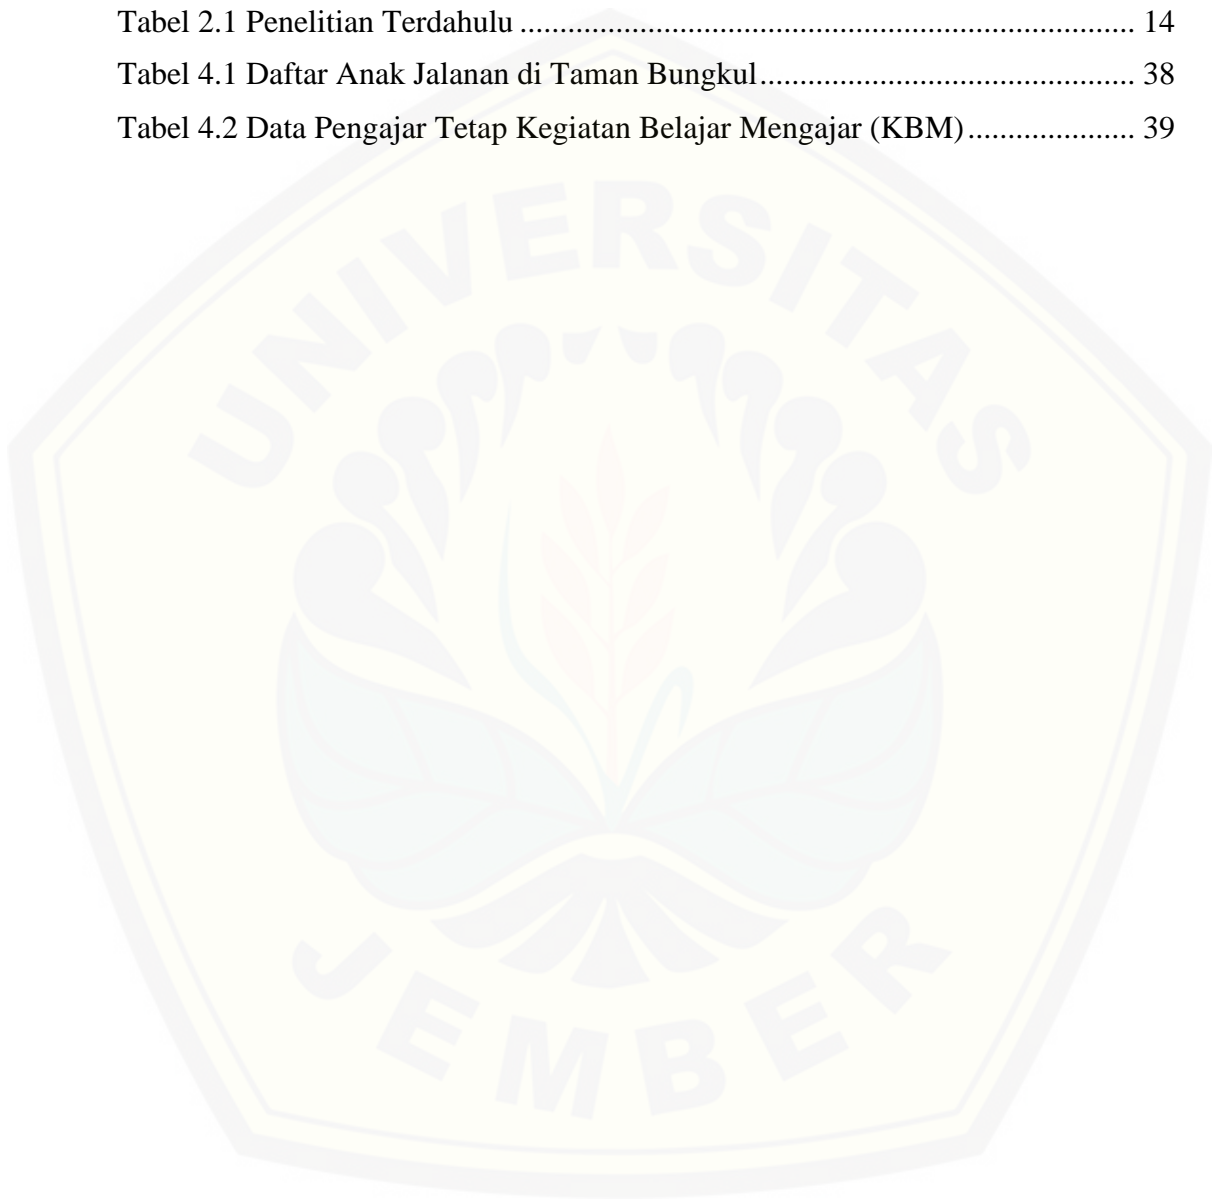 Tabel 2.1 Penelitian Terdahulu ........................................................................... 14
Tabel 4.1 Daftar Anak Jalanan di Taman Bungkul.............................................. 38
Tabel 4.2 Data Pengajar Tetap Kegiatan Belajar Mengajar (KBM).................... 39
UNIVERSITAS
JEMBER